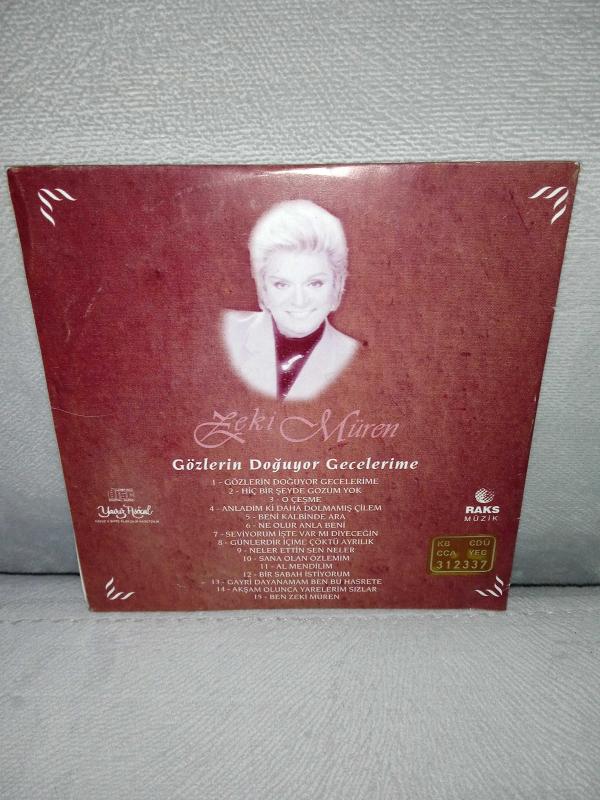 Zeki Müren
Gözlerin Doğuyor Gecelerime
1 - GÖZLERİN DOĞUYOR GECELERİME
2 - HİÇ BİR ŞEYDE GÖZÜM YOK
3 - O ÇEŞME
4 - ANLADIM Kİ DAHA DOLMAMIŞ ÇİLEM
5 - BENİ KALBİNDE ARA
6 - NE OLUR ANLA BENİ
7 - SEVİYORUM İŞTE VAR MI DİYECEĞİN
8 - GÜNLERDİR İÇİME ÇÖKTÜ AYRILIK
9 - NELER ETTİN SEN NELER
10 - SANA OLAN ÖZLEMİM
11 - AL MENDİLİM
12 - BİR SABAH İSTİYORUM
13 - GAYRİ DAYANAMAM BEN BU HASRETE
14 - AKŞAM OLUNCA YARELERİM SIZLAR
15 - BEN ZEKİ MÜREN
disc
RAKS
MÜZİK
KB CDÜ
CCA YEC
312337